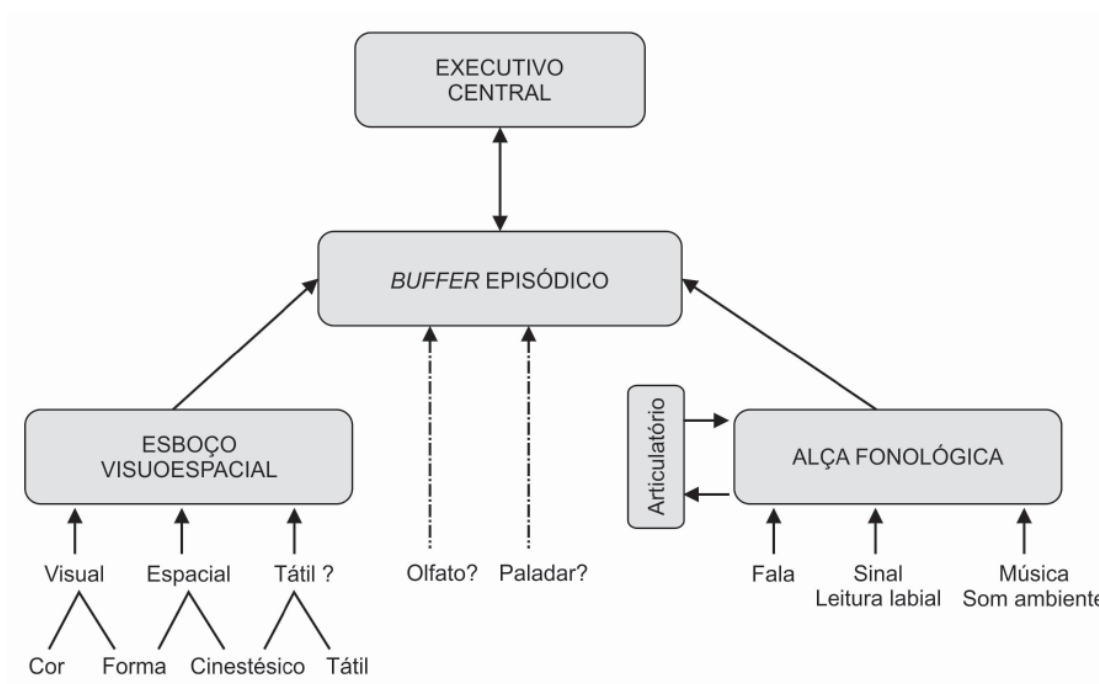 EXECUTIVO
CENTRAL
BUFFER EPISÓDICO
ESBOÇO
VISUOESPACIAL
Articulatório
ALÇA FONOLÓGICA
Visual
Espacial
Tátil ?
Olfato?
Paladar?
Fala
Sinal
Leitura labial
Música
Som ambiente
Cor
Forma
Cinestésico
Tátil